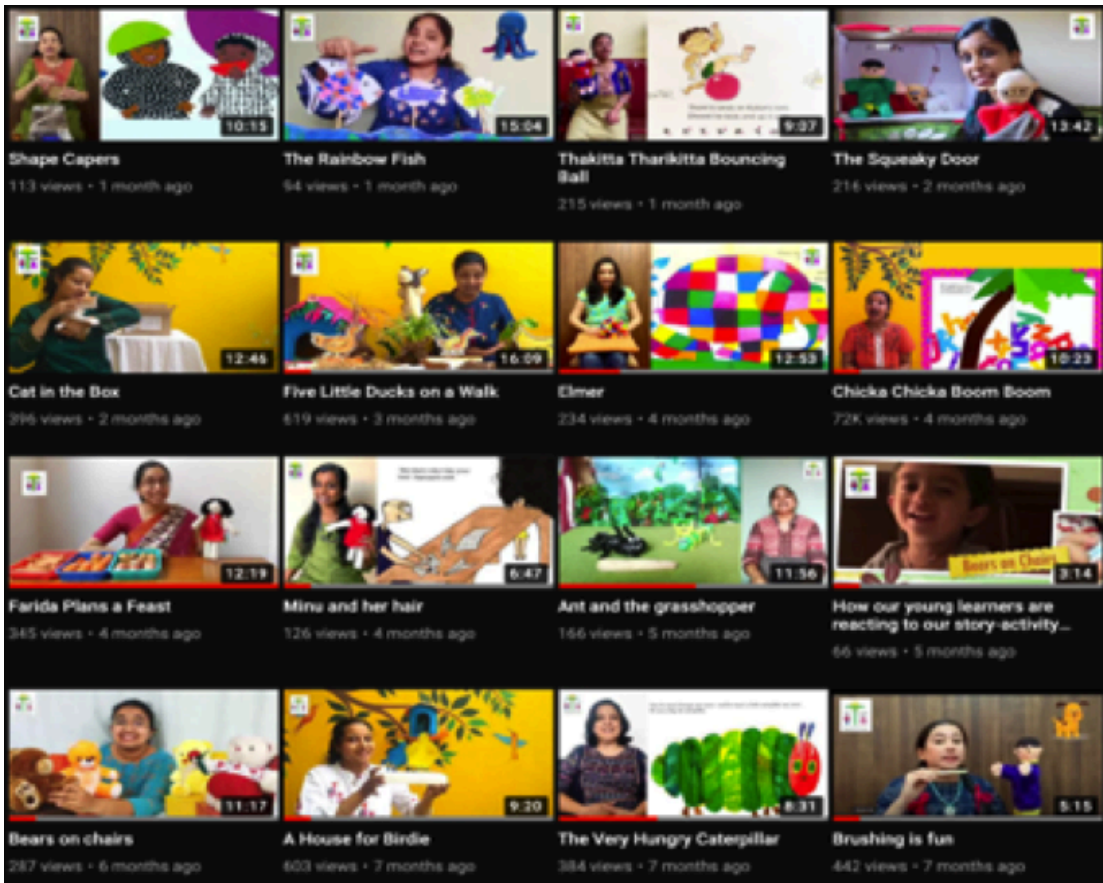 10:15
15:04
9:07
13:42
Shape Capers
The Rainbow Fish
Thakitta Tharikitta Bouncing
Ball
The Squeaky Door
113 views • 1 month ago
94 views • 1 month ago
215 views • 1 month ago
216 views • 2 months ago
12:46
16:09
12:53
10:23
Cat in the Box
Five Little Ducks on a Walk
Elmer
Chicka Chicka Boom Boom
396 views • 2 months ago
619 views • 3 months ago
234 views • 4 months ago
72K views • 4 months ago
12:19
6:47
11:56
Bears on Chairs
3:14
Farida Plans a Feast
Minu and her hair
Ant and the grasshopper
How our young learners are
reacting to our story-activity...
345 views • 4 months ago
126 views • 4 months ago
166 views • 5 months ago
66 views • 5 months ago
11:17
9:20
8:31
5:15
Bears on chairs
A House for Birdie
The Very Hungry Caterpillar
Brushing is fun
287 views • 6 months ago
603 views • 7 months ago
384 views • 7 months ago
442 views • 7 months ago